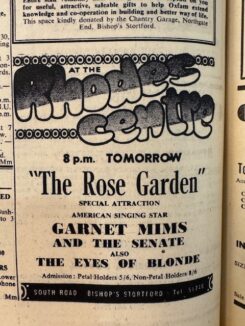 for useful, attractive, saleable gifts to help Oxfam extend
knowledge and co-operation in building and better way of life.
This space kindly donated by the Chantry Garage, Northgate
End, Bishop's Stortford.
AT THE
Rhodes
centre
8 p.m. TOMORROW
"The Rose Garden"
SPECIAL ATTRACTION
AMERICAN SINGING STAR
GARNET MIMS
AND THE SENATE
ALSO
THE EYES OF BLONDE
Admission: Petal Holders 5/6, Non-Petal Holders 8/6
SOUTH ROAD BISHOP'S STORTFORD
Mm